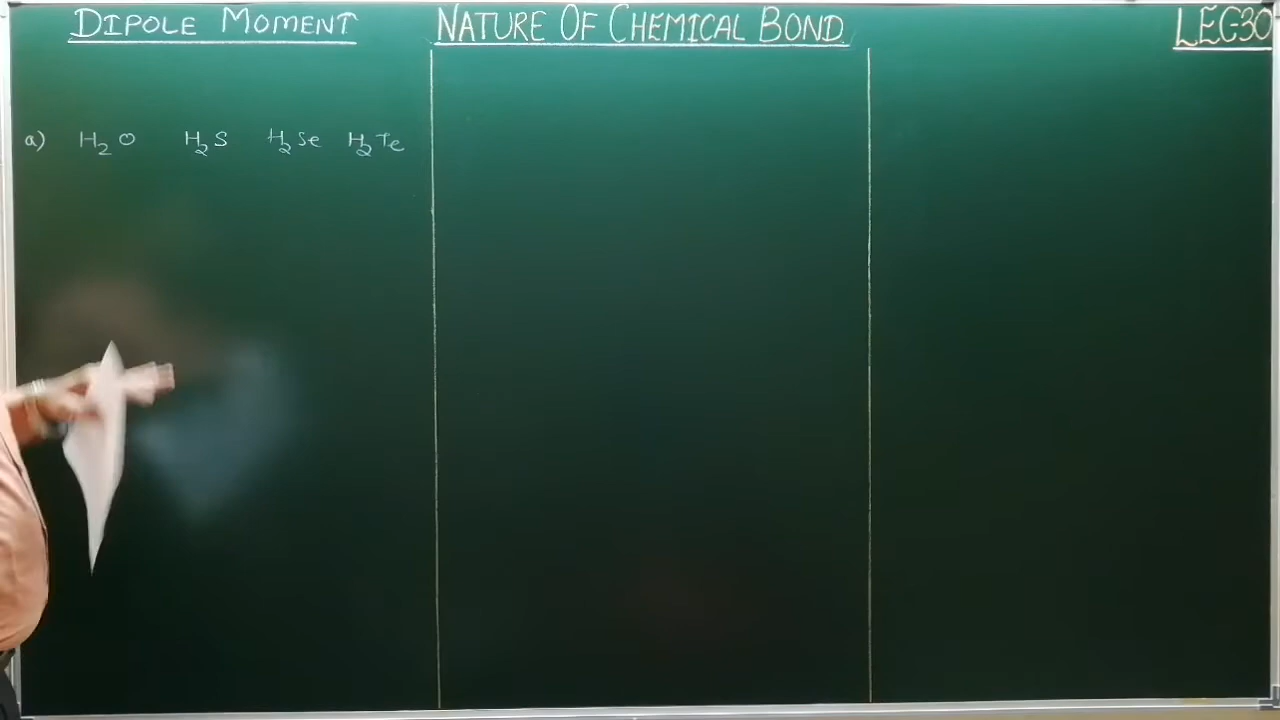 DIPOLE MOMENT
NATURE OF CHEMICAL BOND
LEC30
a) H₂O H₂S H₂Se H₂Te